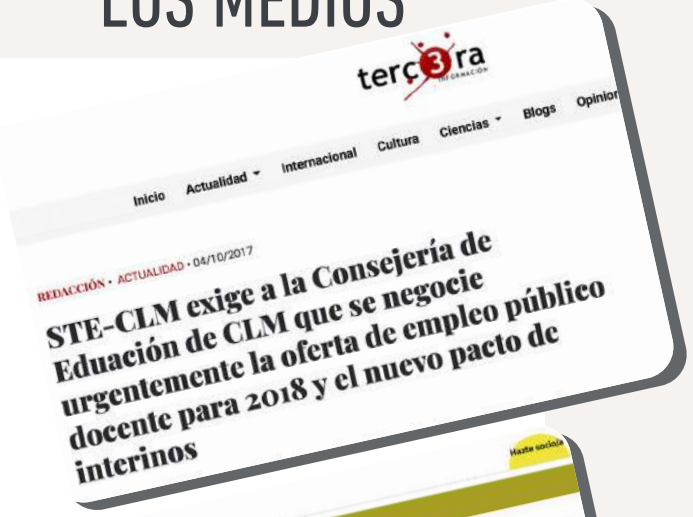 LOS MEDIOS
terc3ra
INFORMACIÓN
Inicio Actualidad Internacional Cultura Ciencias Blogs Opinion
REDACCIÓN • ACTUALIDAD • 04/10/2017
STE-CLM exige a la Consejería de
Eduación de CLM que se negocie
urgentemente la oferta de empleo público
docente para 2018 y el nuevo pacto de
interinos
Hazte socio/a